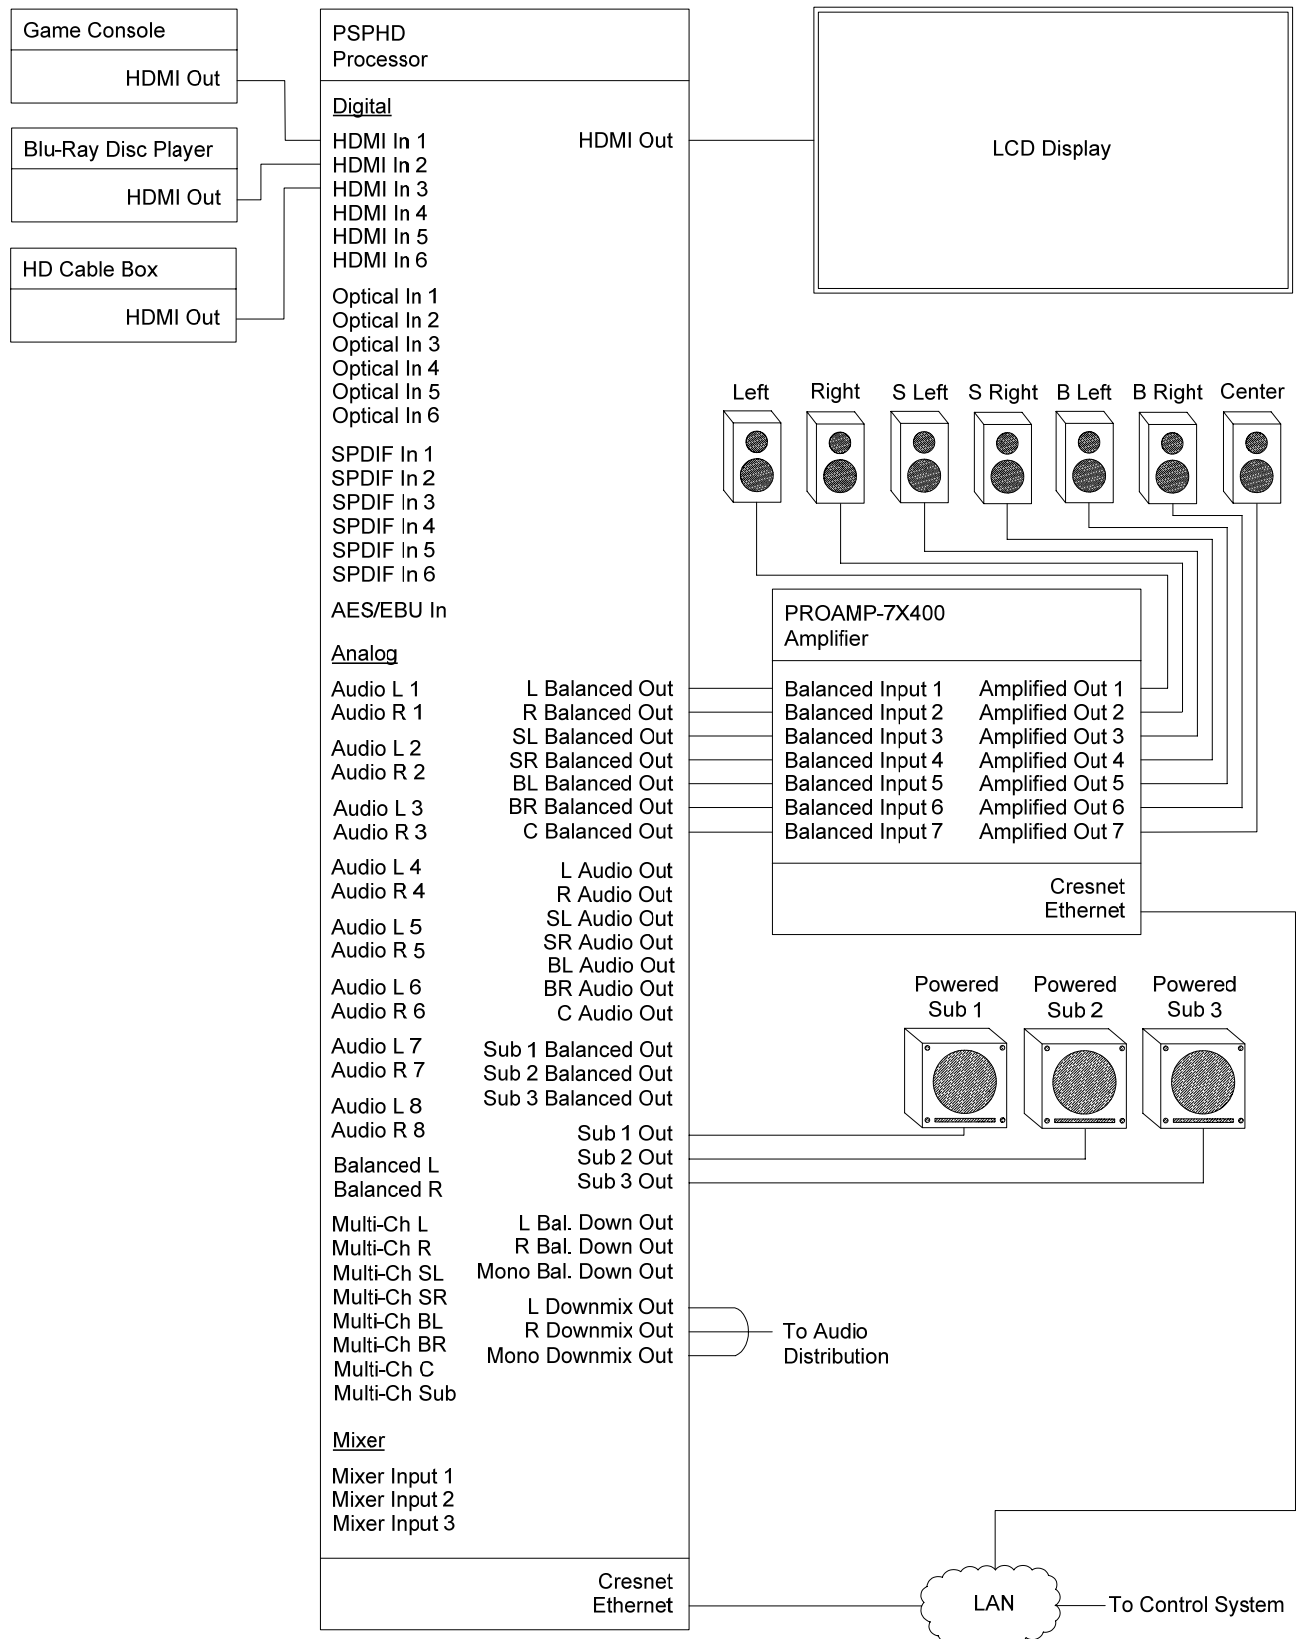 Game Console
HDMI Out
Blu-Ray Disc Player
HDMI Out
HD Cable Box
HDMI Out
PSPHD
Processor
Digital
HDMI In 1
HDMI In 2
HDMI In 3
HDMI In 4
HDMI In 5
HDMI In 6
Optical In 1
Optical In 2
Optical In 3
Optical In 4
Optical In 5
Optical In 6
SPDIF In 1
SPDIF In 2
SPDIF In 3
SPDIF In 4
SPDIF In 5
SPDIF In 6
AES/EBU In
Analog
Audio L 1
Audio R 1
Audio L 2
Audio R 2
Audio L 3
Audio R 3
Audio L 4
Audio R 4
Audio L 5
Audio R 5
Audio L 6
Audio R 6
Audio L 7
Audio R 7
Audio L 8
Audio R 8
Balanced L
Balanced R
Multi-Ch L
Multi-Ch R
Multi-Ch SL
Multi-Ch SR
Multi-Ch BL
Multi-Ch BR
Multi-Ch C
Multi-Ch Sub
Mixer
Mixer Input 1
Mixer Input 2
Mixer Input 3
HDMI Out
L Balanced Out
R Balanced Out
SL Balanced Out
SR Balanced Out
BL Balanced Out
BR Balanced Out
C Balanced Out
L Audio Out
R Audio Out
SL Audio Out
SR Audio Out
BL Audio Out
BR Audio Out
C Audio Out
Sub 1 Balanced Out
Sub 2 Balanced Out
Sub 3 Balanced Out
Sub 1 Out
Sub 2 Out
Sub 3 Out
L Bal. Down Out
R Bal. Down Out
Mono Bal. Down Out
L Downmix Out
R Downmix Out
Mono Downmix Out
Cresnet
Ethernet
LCD Display
Left
Right
S Left
S Right
B Left
B Right
Center
PROAMP-7X400
Amplifier
Balanced Input 1
Balanced Input 2
Balanced Input 3
Balanced Input 4
Balanced Input 5
Balanced Input 6
Balanced Input 7
Amplified Out 1
Amplified Out 2
Amplified Out 3
Amplified Out 4
Amplified Out 5
Amplified Out 6
Amplified Out 7
Cresnet
Ethernet
Powered
Sub 1
Powered
Sub 2
Powered
Sub 3
To Audio
Distribution
LAN
To Control System